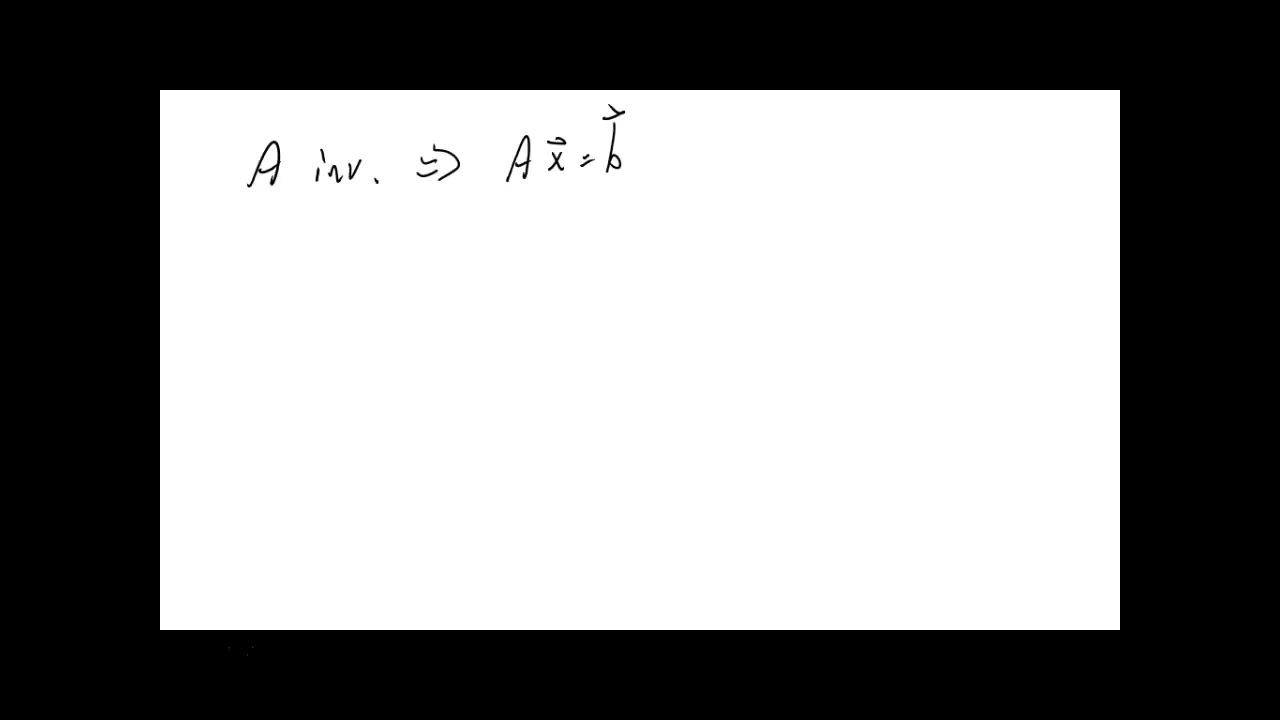 A inv. ⇒ A x⃗ = b⃗